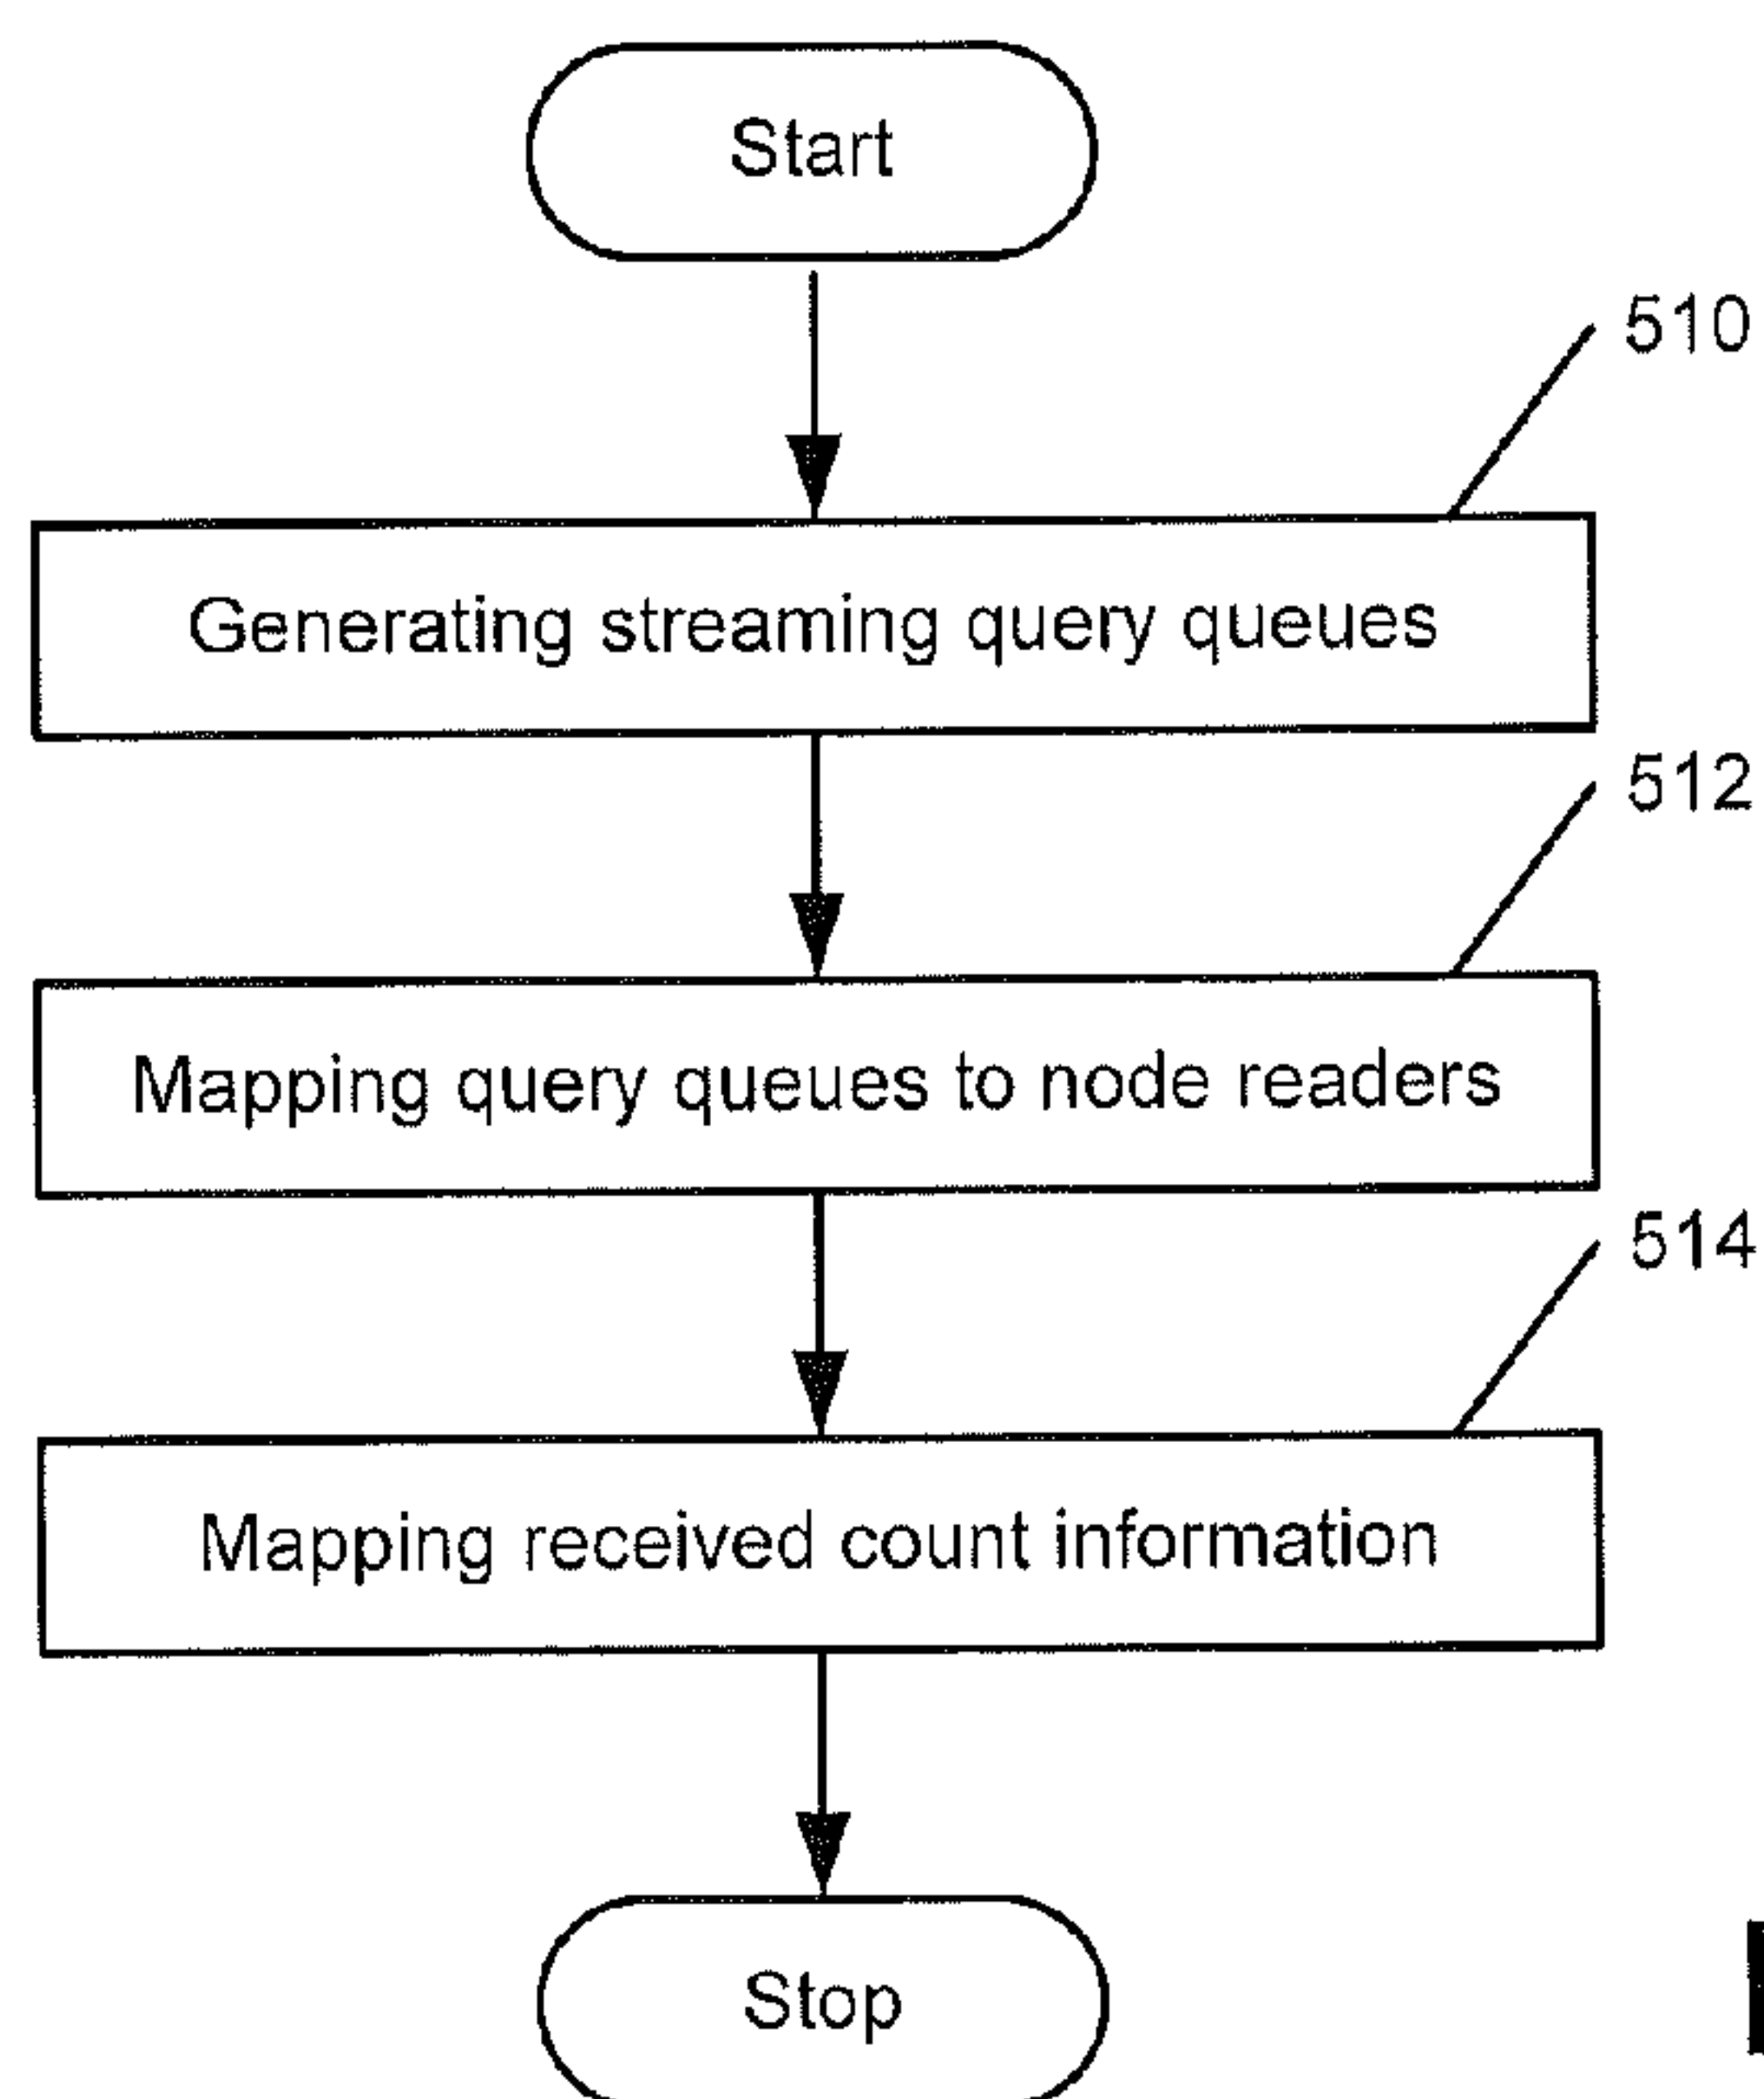 Start
510
Generating streaming query queues
512
Mapping query queues to node readers
514
Mapping received count information
Stop